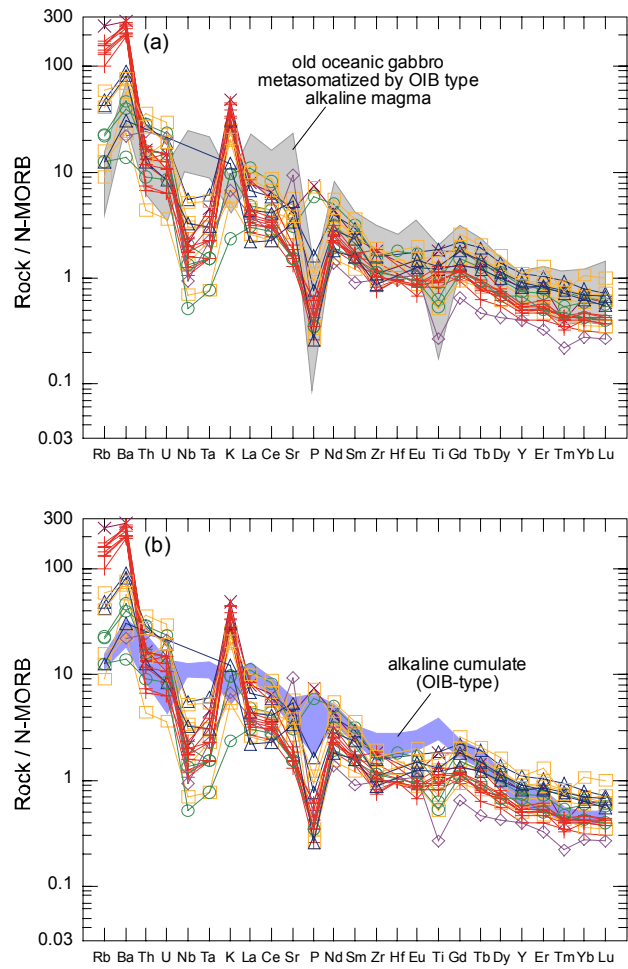 300
(a)
old oceanic gabbro
metasomatized by OIB type
alkaline magma
100
10
1
0.1
0.03
Rock / N-MORB
Rb Ba Th U Nb Ta K La Ce Sr P Nd Sm Zr Hf Eu Ti Gd Tb Dy Y Er Tm Yb Lu
300
(b)
100
alkaline cumulate
(OIB-type)
10
1
0.1
0.03
Rock / N-MORB
Rb Ba Th U Nb Ta K La Ce Sr P Nd Sm Zr Hf Eu Ti Gd Tb Dy Y Er Tm Yb Lu